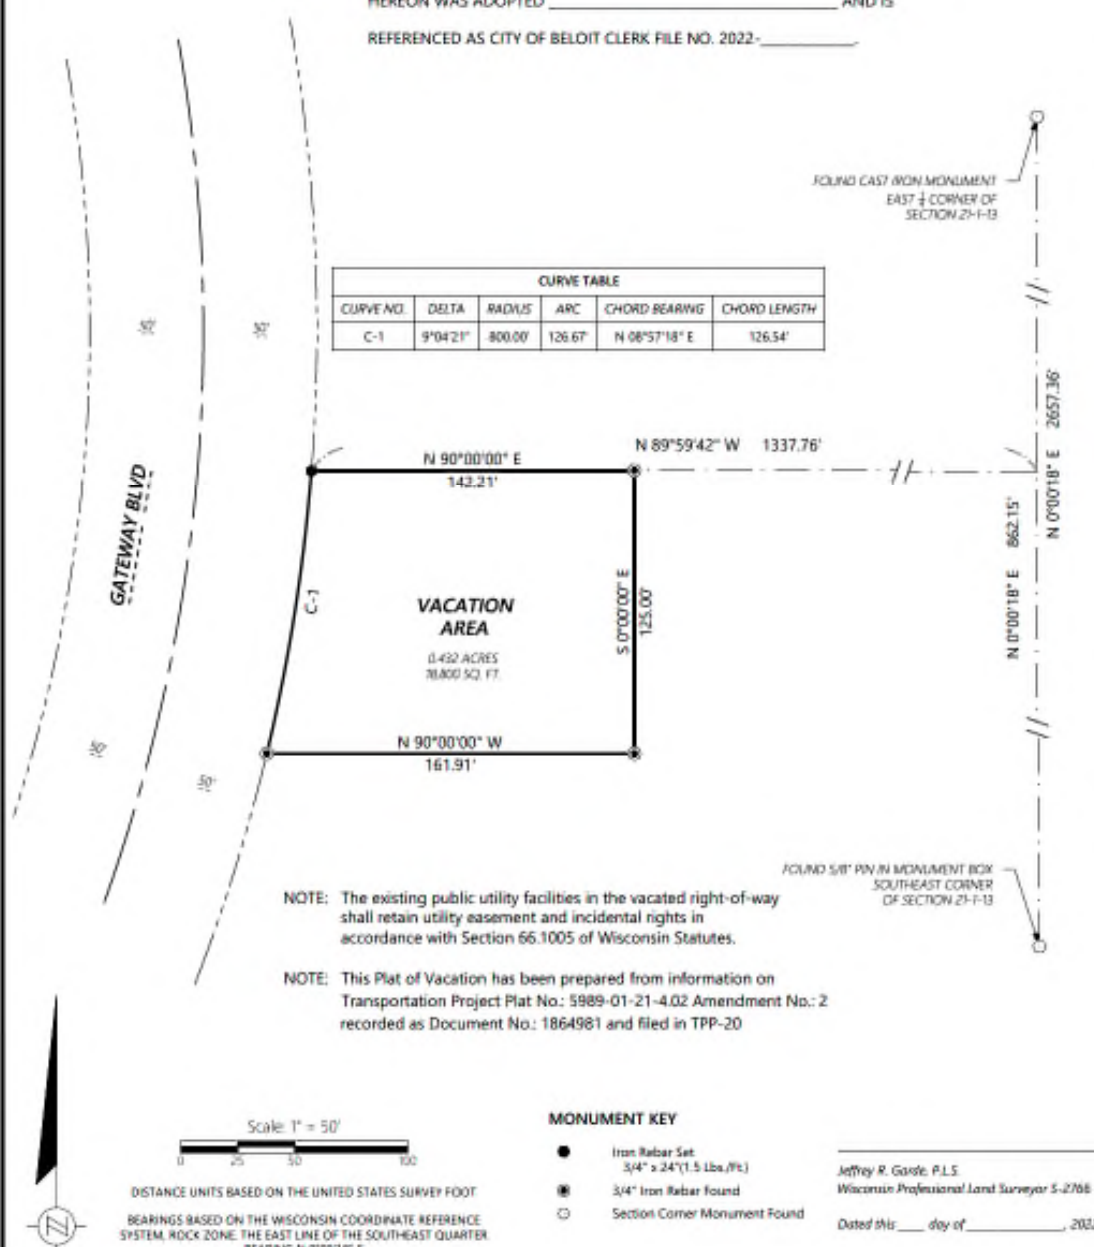 HEREON WAS ADOPTED ______________________ AND IS
REFERENCED AS CITY OF BELOIT CLERK FILE NO. 2022-__________.
FOUND CAST IRON MONUMENT
EAST ¼ CORNER OF
SECTION 21-1-13
CURVE TABLE
CURVE NO. DELTA RADIUS ARC CHORD BEARING CHORD LENGTH
C-1 9°04'21" 800.00' 126.67' N 08°57'18" E 126.54'
50'
50'
N 0°00'18" E 2657.36'
N 89°59'42" W 1337.76'
N 90°00'00" E
142.21'
GATEWAY BLVD
N 0°00'18" E 862.15'
C-1
VACATION
AREA
0.432 ACRES
18,800 SQ. FT.
S 0°00'00" E
125.00'
N 90°00'00" W
161.91'
50'
50'
FOUND 5/8" PIN IN MONUMENT BOX
SOUTHEAST CORNER
OF SECTION 21-1-13
NOTE: The existing public utility facilities in the vacated right-of-way
shall retain utility easement and incidental rights in
accordance with Section 66.1005 of Wisconsin Statutes.
NOTE: This Plat of Vacation has been prepared from information on
Transportation Project Plat No.: 5989-01-21-4.02 Amendment No.: 2
recorded as Document No.: 1864981 and filed in TPP-20
Scale: 1" = 50'
0 25 50 100
DISTANCE UNITS BASED ON THE UNITED STATES SURVEY FOOT
BEARINGS BASED ON THE WISCONSIN COORDINATE REFERENCE
SYSTEM, ROCK ZONE. THE EAST LINE OF THE SOUTHEAST QUARTER
N
MONUMENT KEY
Iron Rebar Set
3/4" x 24"(1.5 Lbs./Ft.)
3/4" Iron Rebar Found
Section Corner Monument Found
Jeffrey R. Garde, P.L.S.
Wisconsin Professional Land Surveyor S-2766
Dated this ____ day of ______________, 202